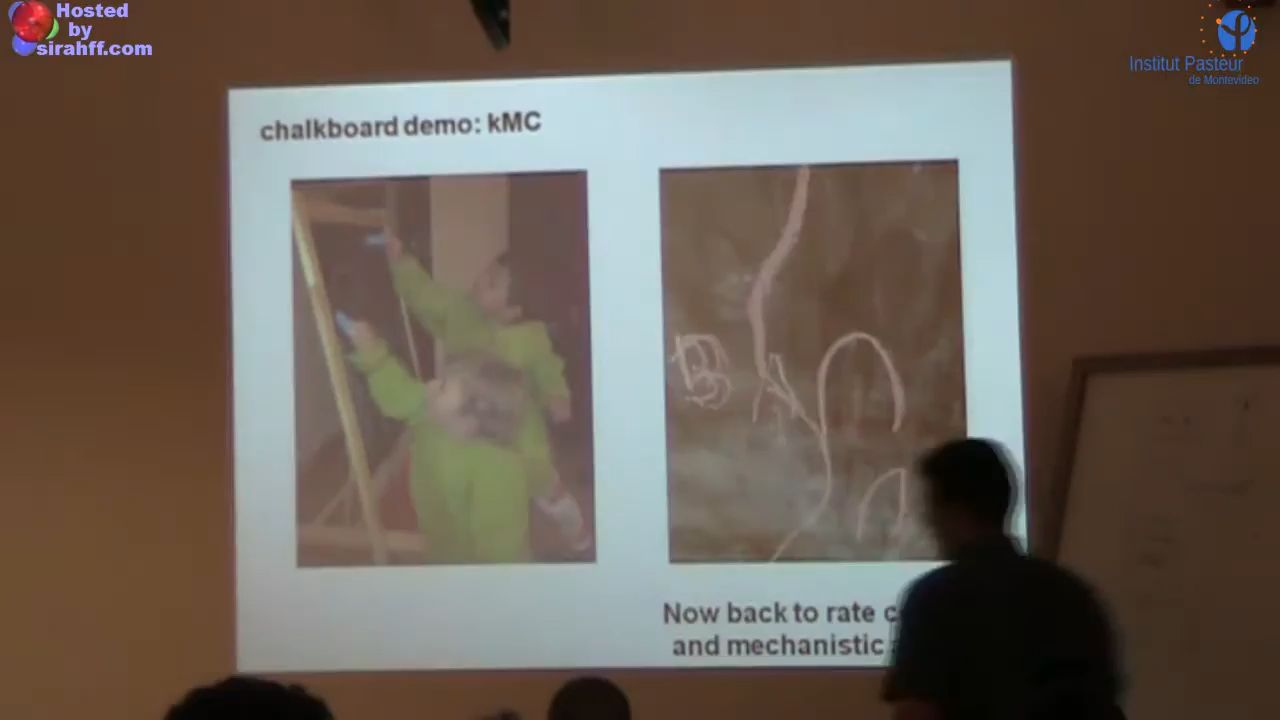 Hosted
by
sirahff.com
Institut Pasteur
de Montevideo
chalkboard demo: kMC
B
Now back to rate
and mechanistic